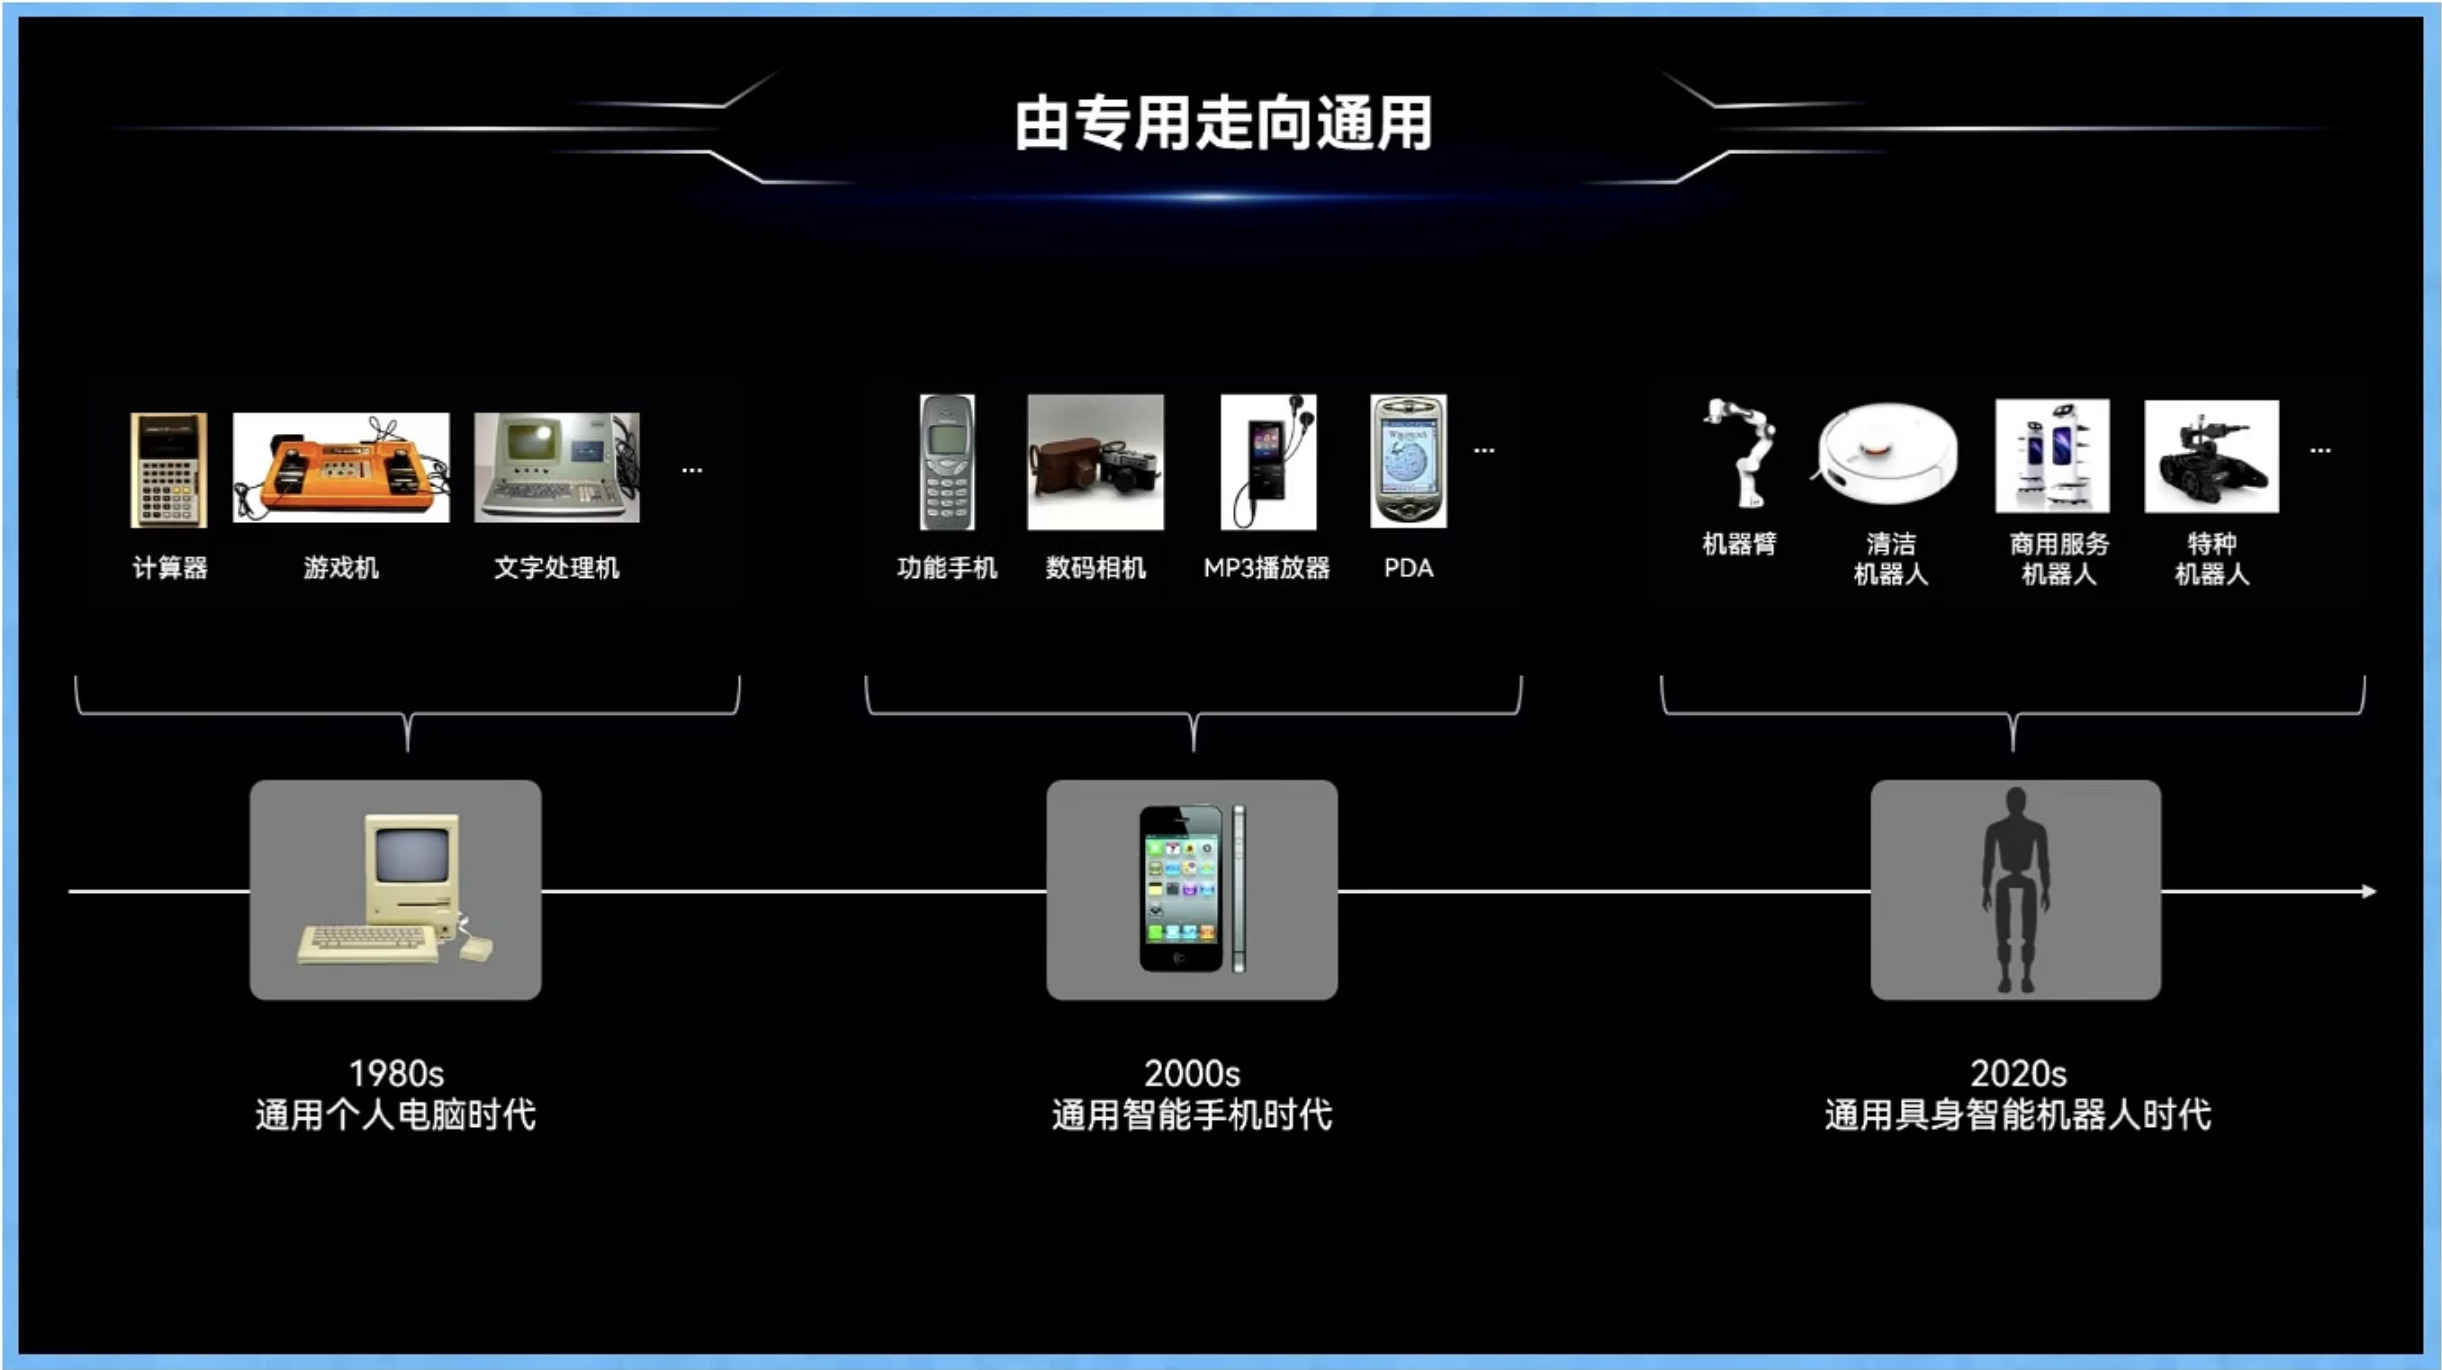 由专用走向通用
计算器
游戏机
文字处理机
...
功能手机
数码相机
MP3播放器
PDA
...
机器臂
清洁
机器人
商用服务
机器人
特种
机器人
...
1980s
通用个人电脑时代
2000s
通用智能手机时代
2020s
通用具身智能机器人时代